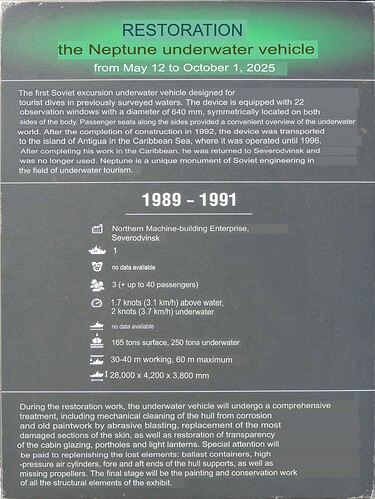 RESTORATION
the Neptune underwater vehicle
from May 12 to October 1, 2025
The first Soviet excursion underwater vehicle designed for
tourist dives in previously surveyed waters. The device is equipped with 22
observation windows with a diameter of 640 mm, symmetrically located on both
sides of the body. Passenger seats along the sides provided a convenient overview of the underwater
world. After the completion of construction in 1992, the device was transported
to the island of Antigua in the Caribbean Sea, where it was operated until 1996.
After completing his work in the Caribbean, he was returned to Severodvinsk and
was no longer used. Neptune is a unique monument of Soviet engineering in
the field of underwater tourism.
1989 – 1991
Northern Machine-building Enterprise,
Severodvinsk
1
no data available
3 (+ up to 40 passengers)
1.7 knots (3.1 km/h) above water,
2 knots (3.7 km/h) underwater
no data available
165 tons surface, 250 tons underwater
30-40 m working, 60 m maximum
28,000 x 4,200 x 3,800 mm
During the restoration work, the underwater vehicle will undergo a comprehensive
treatment, including mechanical cleaning of the hull from corrosion
and old paintwork by abrasive blasting, replacement of the most
damaged sections of the skin, as well as restoration of transparency
of the cabin glazing, portholes and light lanterns. Special attention will
be paid to replenishing the lost elements: ballast containers, high
-pressure air cylinders, fore and aft ends of the hull supports, as well as
missing propellers. The final stage will be the painting and conservation work
of all the structural elements of the exhibit.